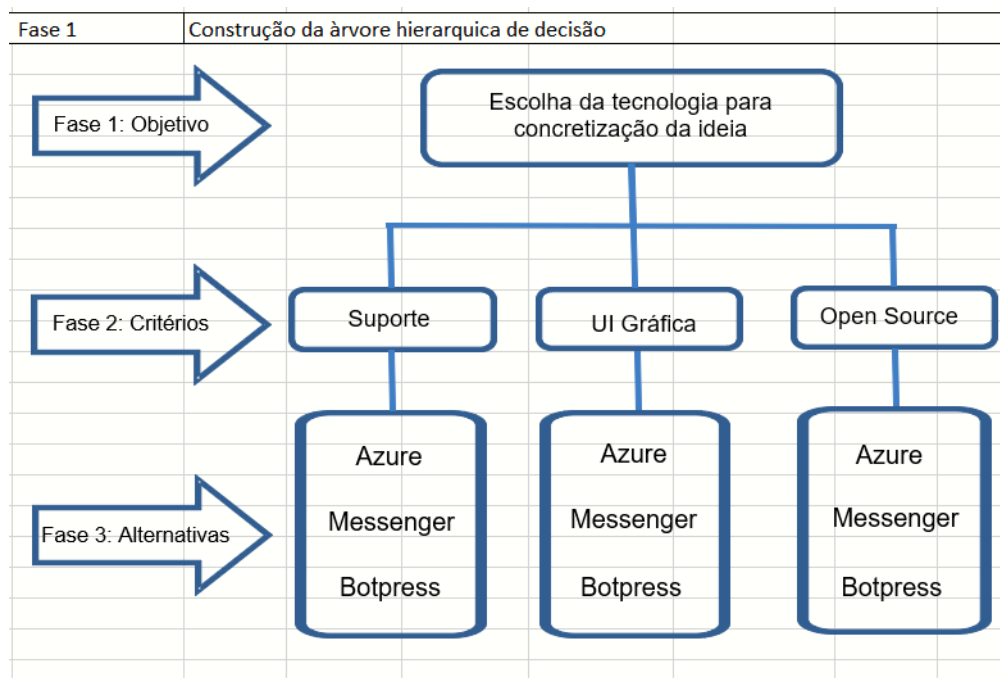 Fase 1 Construção da àrvore hierarquica de decisão
Fase 1: Objetivo
Escolha da tecnologia para
concretização da ideia
Fase 2: Critérios
Suporte
UI Gráfica
Open Source
Fase 3: Alternativas
Azure
Messenger
Botpress
Azure
Messenger
Botpress
Azure
Messenger
Botpress